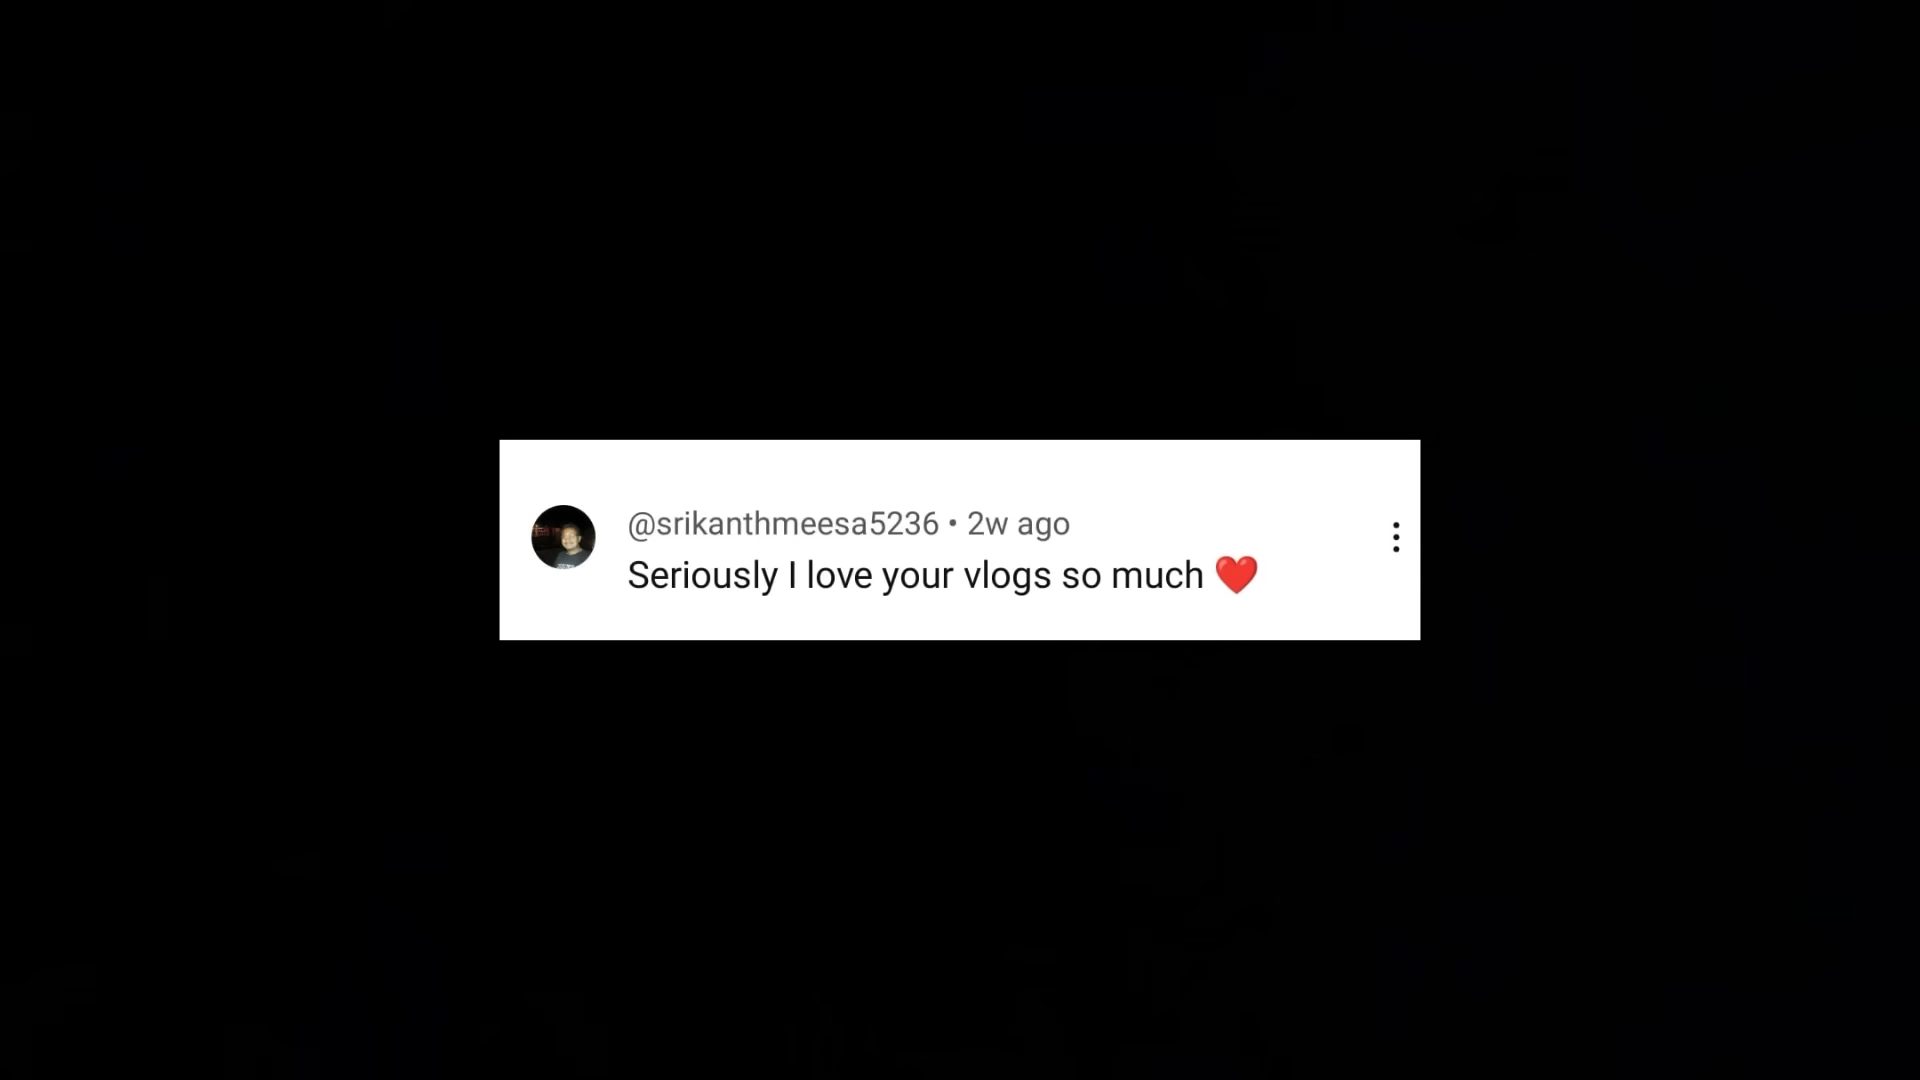 @srikanthmeesa5236 • 2w ago
Seriously I love your vlogs so much ❤️